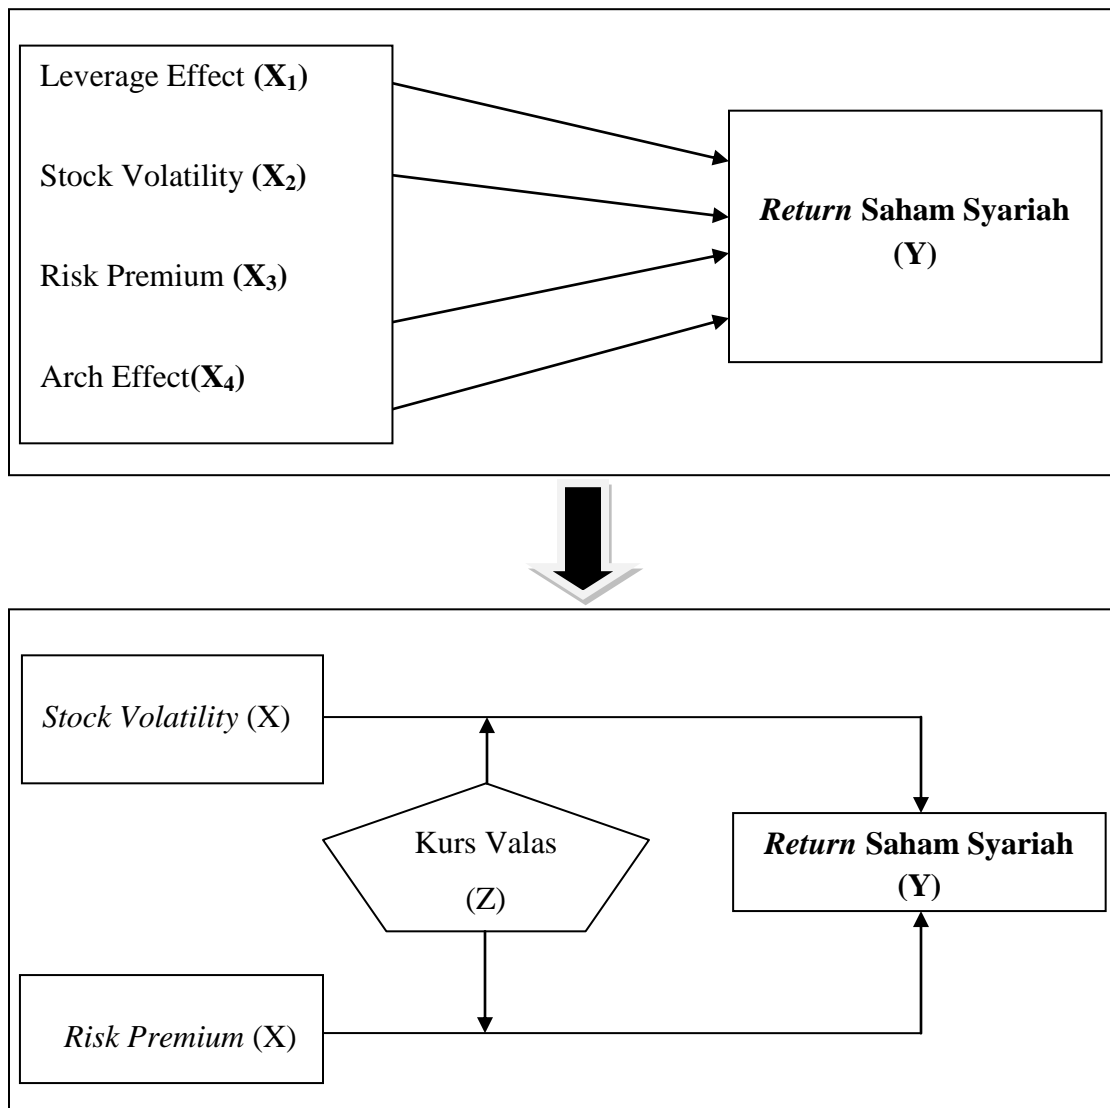 Leverage Effect (X₁)
Stock Volatility (X₂)
Return Saham Syariah
(Y)
Risk Premium (X₃)
Arch Effect(X₄)
Stock Volatility (X)
Kurs Valas
(Z)
Return Saham Syariah
(Y)
Risk Premium (X)